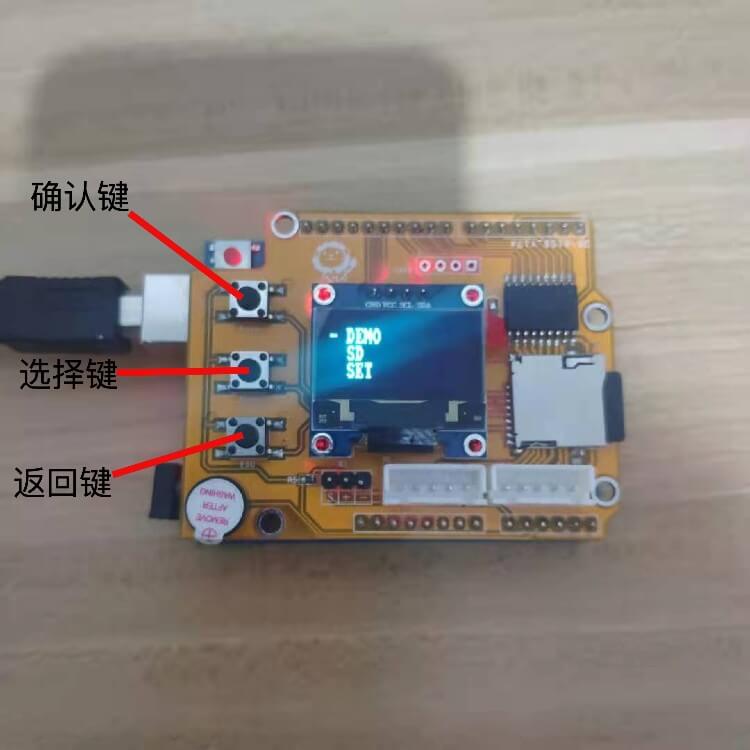 确认键
选择键
返回键
GND VCC SCL SDA
- DEMO
SD
SET
REMOVE
AFTER
WASHING